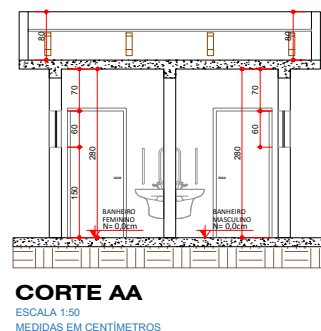 80
80
70
70
60
60
280
280
150
BANHEIRO
FEMININO
N= 0,0cm
BANHEIRO
MASCULINO
N= 0,0cm
CORTE AA
ESCALA 1:50
MEDIDAS EM CENTÍMETROS